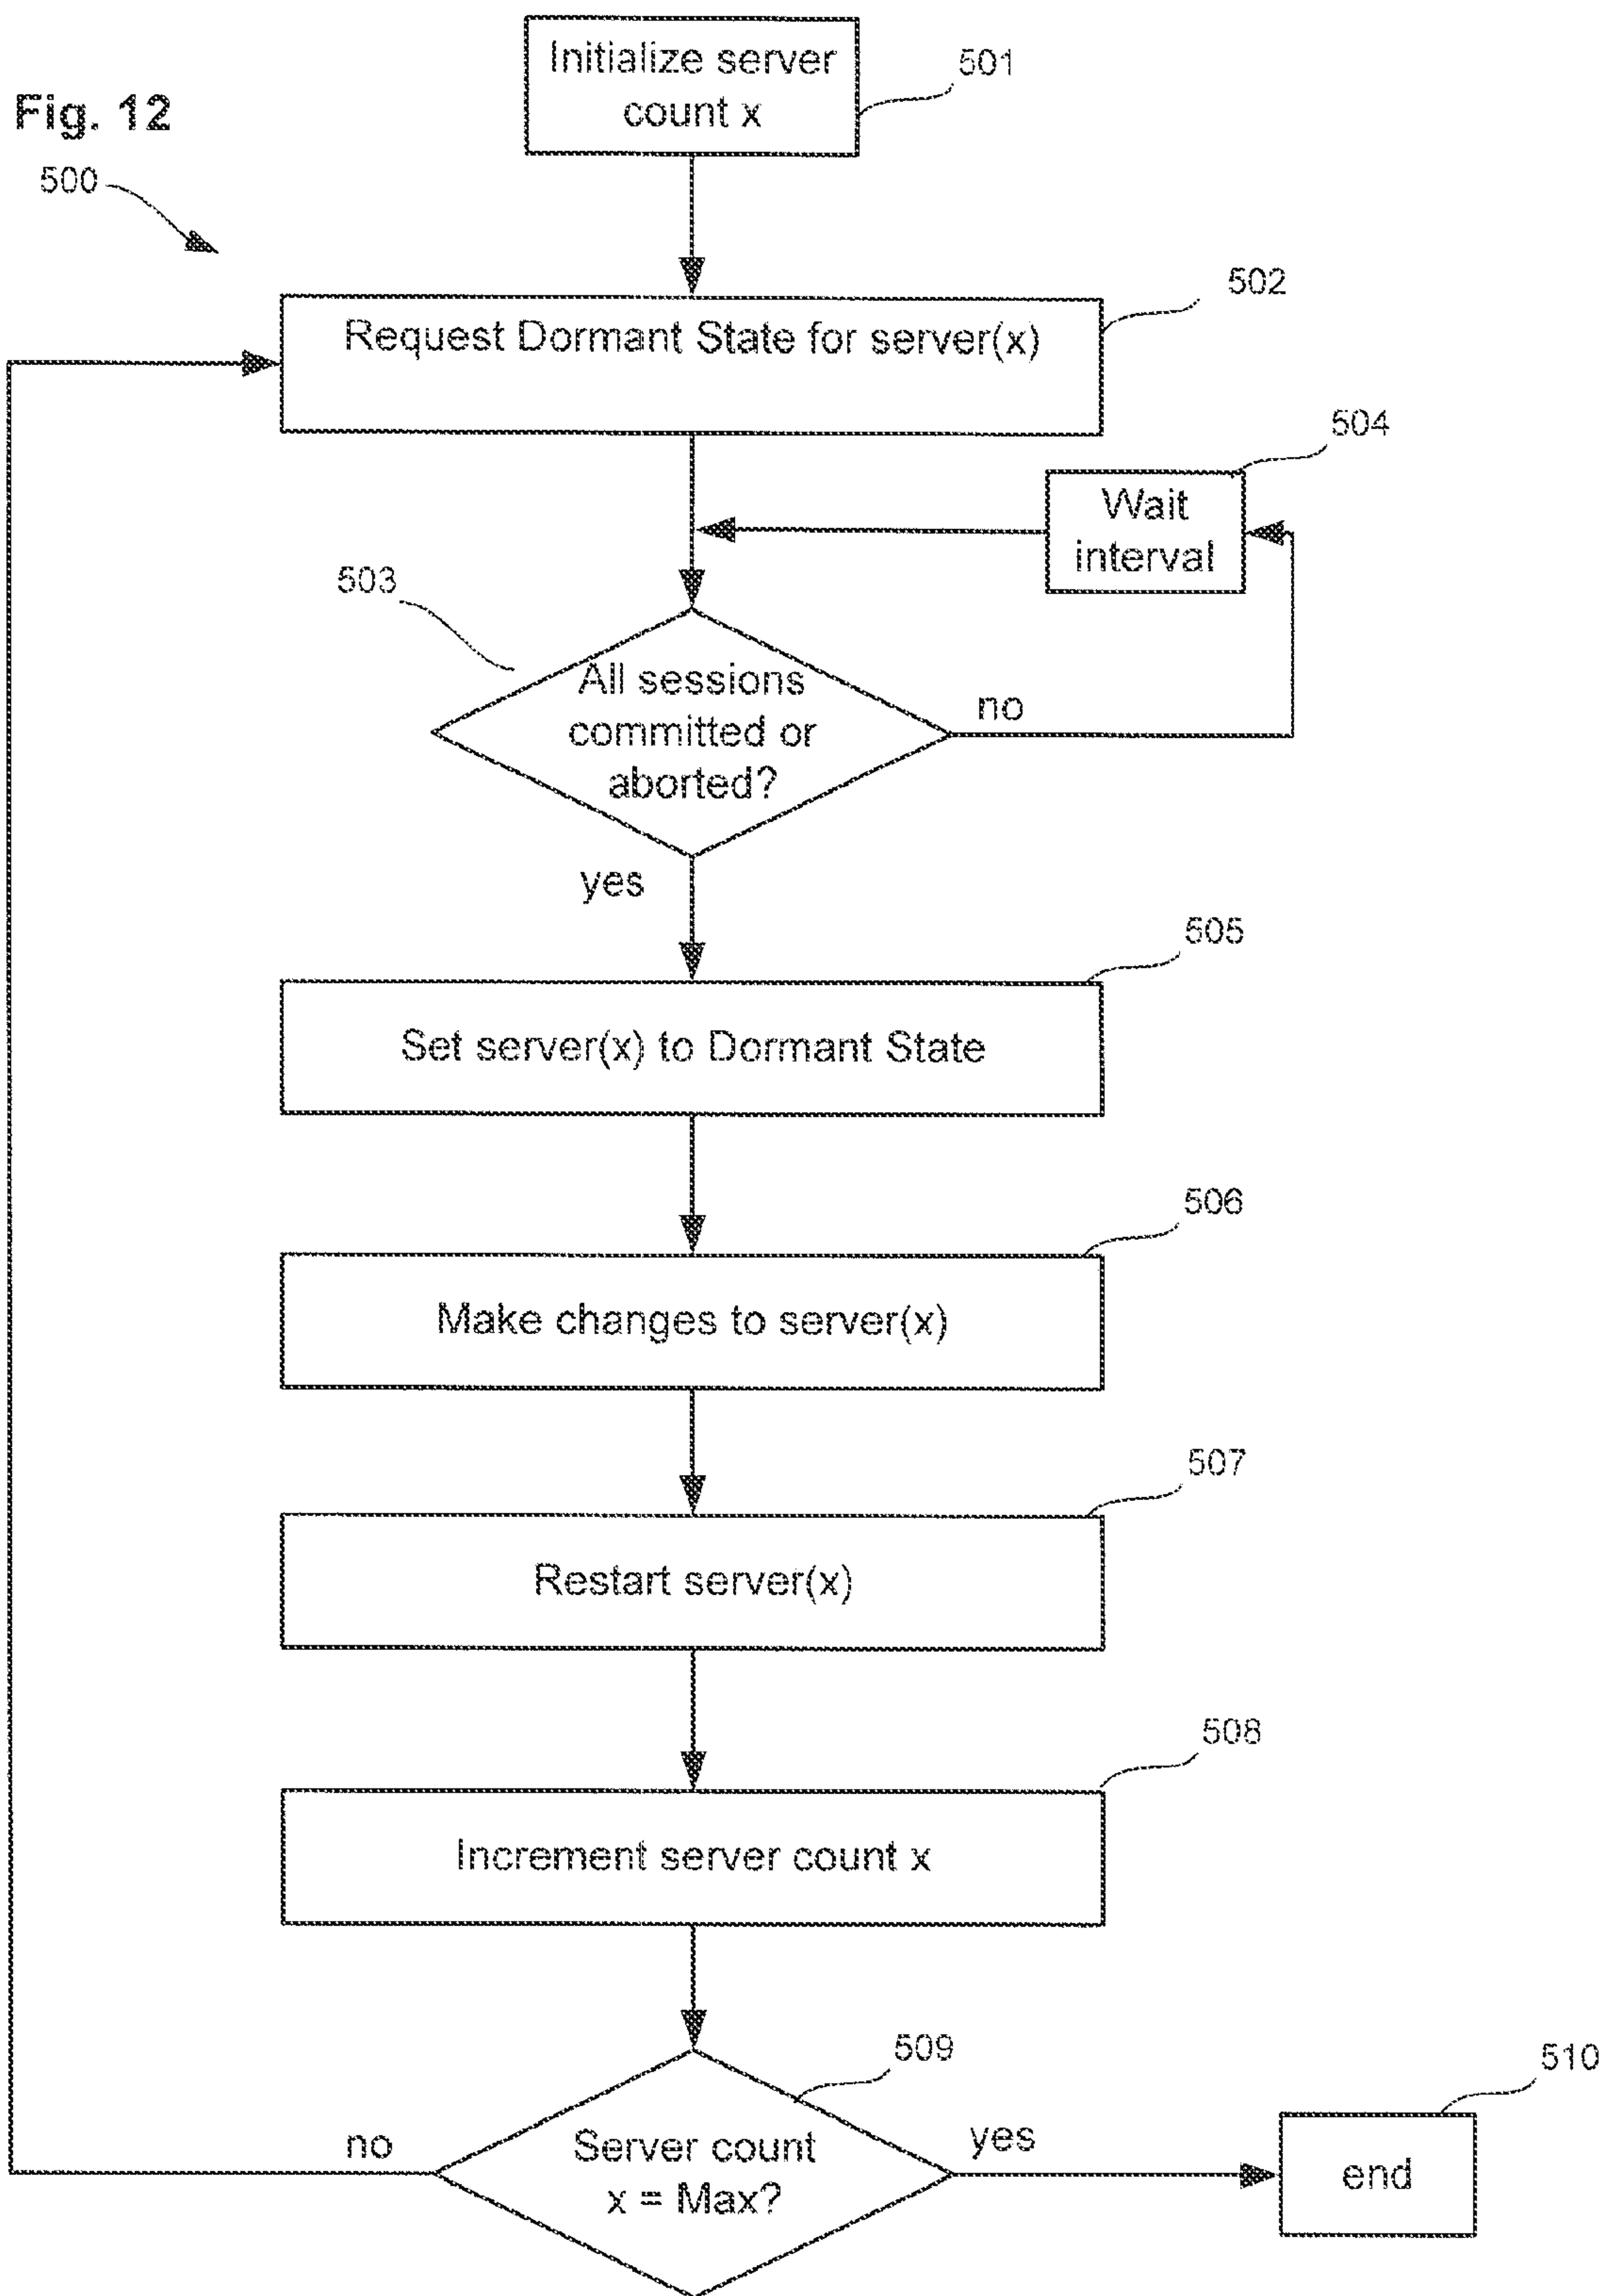 Initialize server
count x
501
Fig. 12
500
502
Request Dormant State for server(x)
504
Wait
interval
503
All sessions
committed or
aborted?
no
yes
505
Set server(x) to Dormant State
506
Make changes to server(x)
507
Restart server(x)
508
Increment server count x
509
510
no
Server count
x = Max?
yes
end